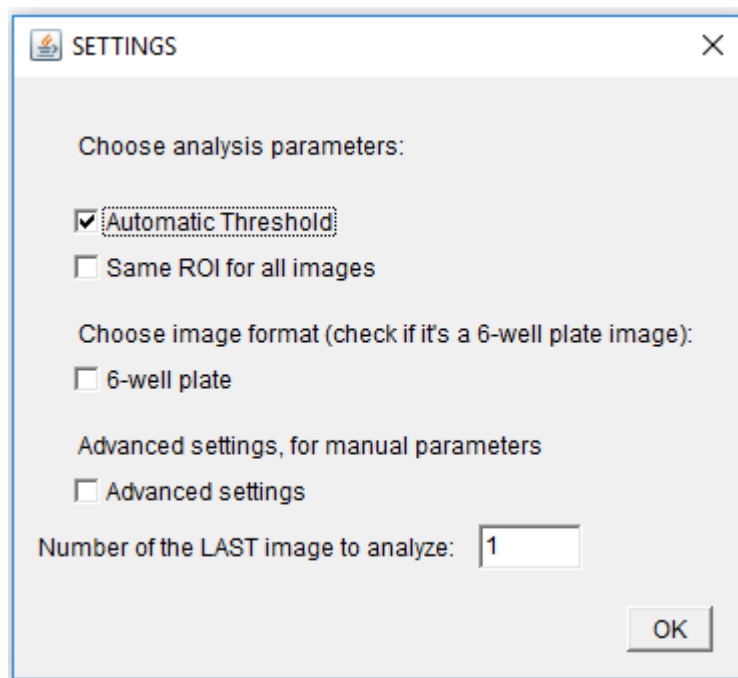 SETTINGS
Choose analysis parameters:
Automatic Threshold
Same ROI for all images
Choose image format (check if it's a 6-well plate image):
6-well plate
Advanced settings, for manual parameters
Advanced settings
Number of the LAST image to analyze: 1
OK